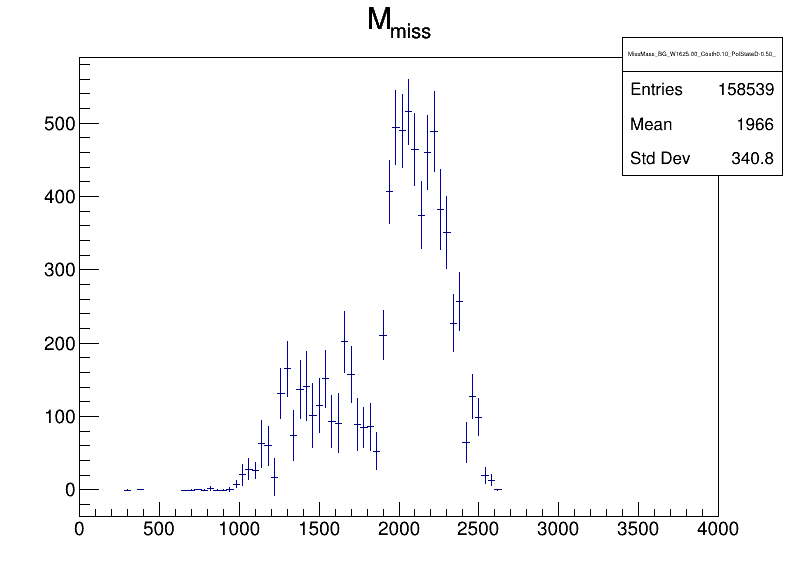 M_miss
MissMass_BG_W1625.00_Costh0.10_PolStateD-0.50_
Entries 158539
Mean 1966
Std Dev 340.8
500
400
300
200
100
0
0 500 1000 1500 2000 2500 3000 3500 4000